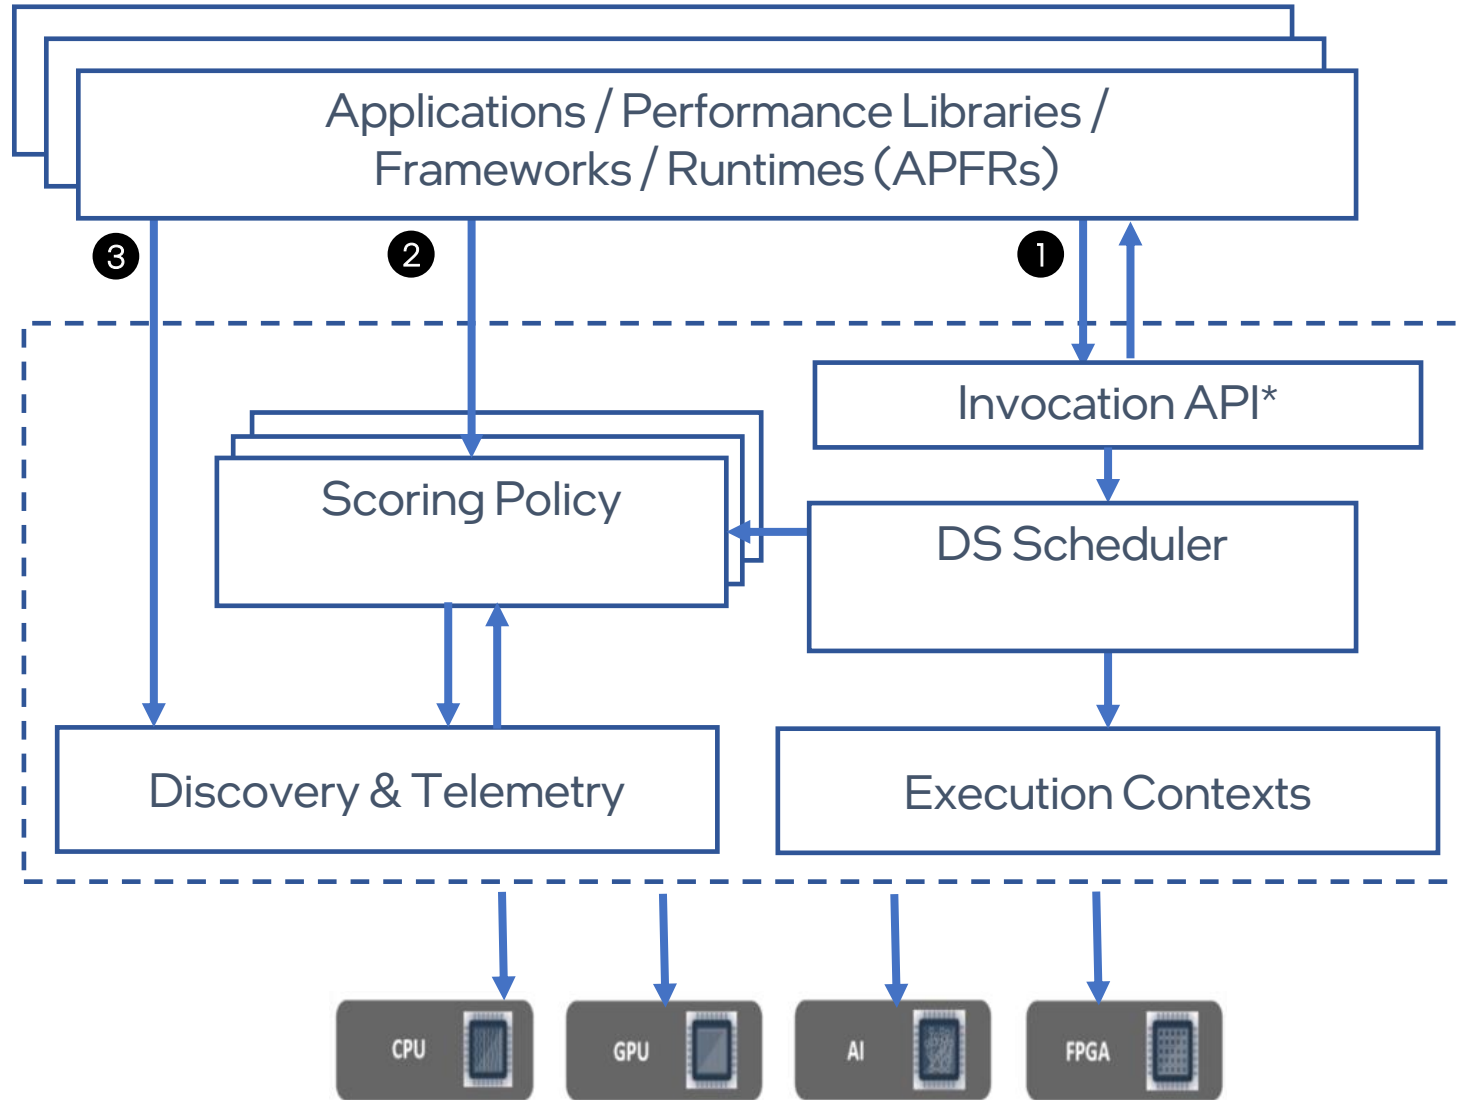 Applications / Performance Libraries /
Frameworks / Runtimes (APFRs)
3
2
1
Invocation API*
Scoring Policy
DS Scheduler
Discovery & Telemetry
Execution Contexts
CPU
GPU
AI
FPGA